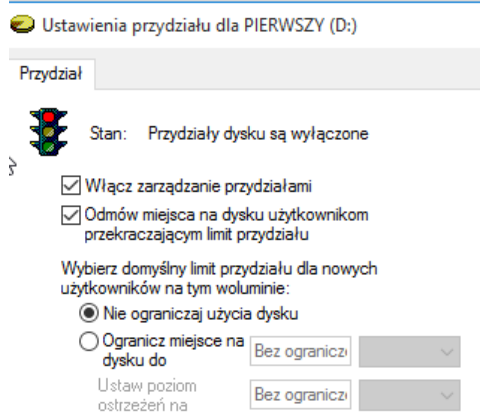 Ustawienia przydziału dla PIERWSZY (D:)
Przydział
Stan: Przydziały dysku są wyłączone
Włącz zarządzanie przydziałami
Odmów miejsca na dysku użytkownikom
przekraczającym limit przydziału
Wybierz domyślny limit przydziału dla nowych
użytkowników na tym woluminie:
Nie ograniczaj użycia dysku
Ogranicz miejsce na
dysku do
Bez ogranicze
Ustaw poziom
ostrzeżeń na
Bez ogranicze